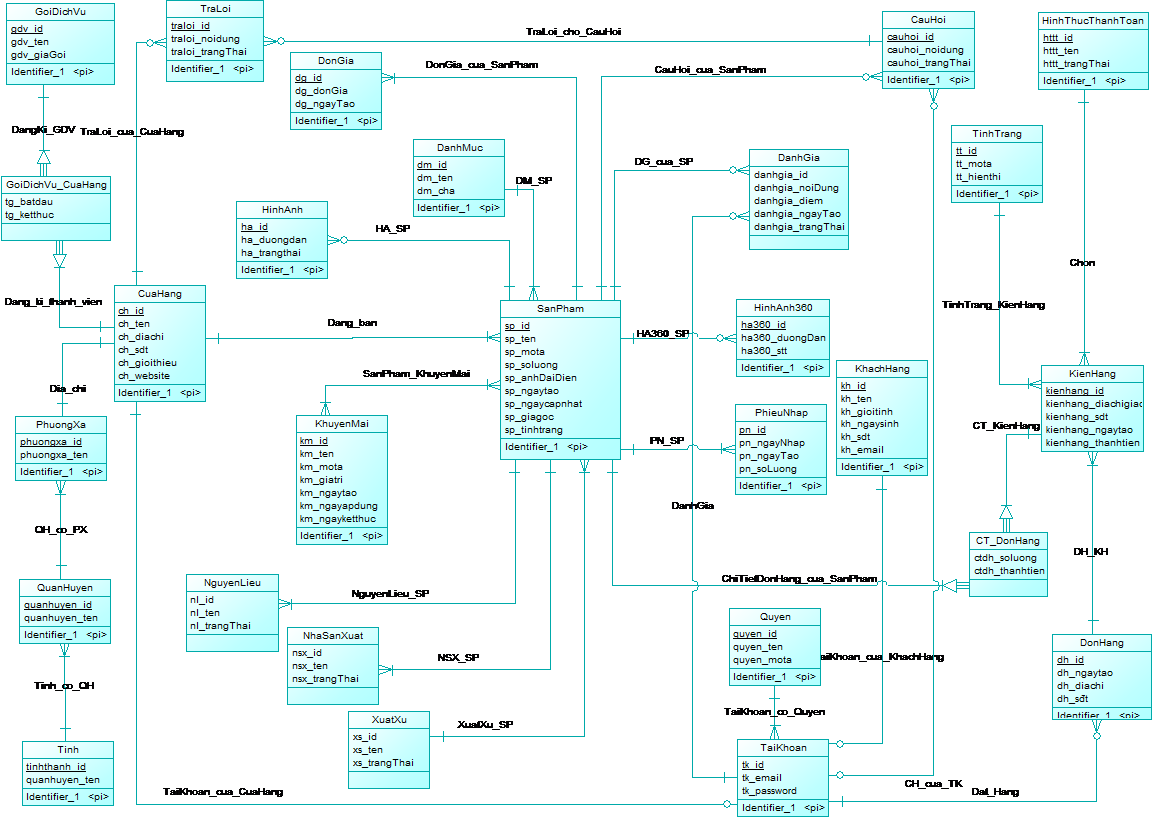 GoiDichVu
gdv_id
gdv_ten
gdv_giaGoi
Identifier_1 <pi>
TraLoi
traloi_id
traloi_noidung
traloi_trangThai
Identifier_1 <pi>
TraLoi_cho_CauHoi
CauHoi
cauhoi_id
cauhoi_noidung
cauhoi_trangThai
Identifier_1 <pi>
HinhThucThanhToan
httt_id
httt_ten
httt_trangThai
Identifier_1 <pi>
DonGia
dg_id
dg_donGia
dg_ngayTao
Identifier_1 <pi>
DonGia_cua_SanPham
CauHoi_cua_SanPham
DangKi_GDV
TraLoi_cua_CuaHang
DanhMuc
dm_id
dm_ten
dm_cha
Identifier_1 <pi>
DM_SP
DG_cua_SP
DanhGia
danhgia_id
danhgia_noiDung
danhgia_diem
danhgia_ngayTao
danhgia_trangThai
TinhTrang
tt_id
tt_mota
tt_hienthi
Identifier_1 <pi>
GoiDichVu_CuaHang
tg_batdau
tg_ketthuc
HinhAnh
ha_id
ha_duongdan
ha_trangthai
Identifier_1 <pi>
HA_SP
Chon
Dang_ki_thanh_vien
CuaHang
ch_id
ch_ten
ch_diachi
ch_sdt
ch_gioithieu
ch_website
Identifier_1 <pi>
Dang_ban
SanPham
sp_id
sp_ten
sp_mota
sp_soluong
sp_anhDaiDien
sp_ngaytao
sp_ngaycapnhat
sp_giagoc
sp_tinhtrang
Identifier_1 <pi>
HA360_SP
HinhAnh360
ha360_id
ha360_duongDan
ha360_stt
Identifier_1 <pi>
TinhTrang_KienHang
KhachHang
kh_id
kh_ten
kh_gioitinh
kh_ngaysinh
kh_sdt
kh_email
Identifier_1 <pi>
KienHang
kienhang_id
kienhang_diachigiao
kienhang_sdt
kienhang_ngaytao
kienhang_thanhtien
Dia_chi
SanPham_KhuyenMai
KhuyenMai
km_id
km_ten
km_mota
km_giatri
km_ngaytao
km_ngayapdung
km_ngayketthuc
Identifier_1 <pi>
PhuongXa
phuongxa_id
phuongxa_ten
Identifier_1 <pi>
PN_SP
PhieuNhap
pn_id
pn_ngayNhap
pn_ngayTao
pn_soLuong
Identifier_1 <pi>
CT_KienHang
DanhGia
QH_co_PX
CT_DonHang
ctdh_soluong
ctdh_thanhtien
DH_KH
QuanHuyen
quanhuyen_id
quanhuyen_ten
Identifier_1 <pi>
NguyenLieu
nl_id
nl_ten
nl_trangThai
NguyenLieu_SP
ChiTietDonHang_cua_SanPham
NhaSanXuat
nsx_id
nsx_ten
nsx_trangThai
NSX_SP
Quyen
quyen_id
quyen_ten
quyen_mota
Identifier_1 <pi>
aiKhoan_cua_KhachHang
DonHang
dh_id
dh_ngaytao
dh_diachi
dh_sđt
Identifier_1 <pi>
Tinh_co_QH
XuatXu
xs_id
xs_ten
xs_trangThai
XuatXu_SP
TaiKhoan_co_Quyen
Tinh
tinhthanh_id
quanhuyen_ten
Identifier_1 <pi>
TaiKhoan
tk_id
tk_email
tk_password
Identifier_1 <pi>
TaiKhoan_cua_CuaHang
CH_cua_TK
Dat_Hang